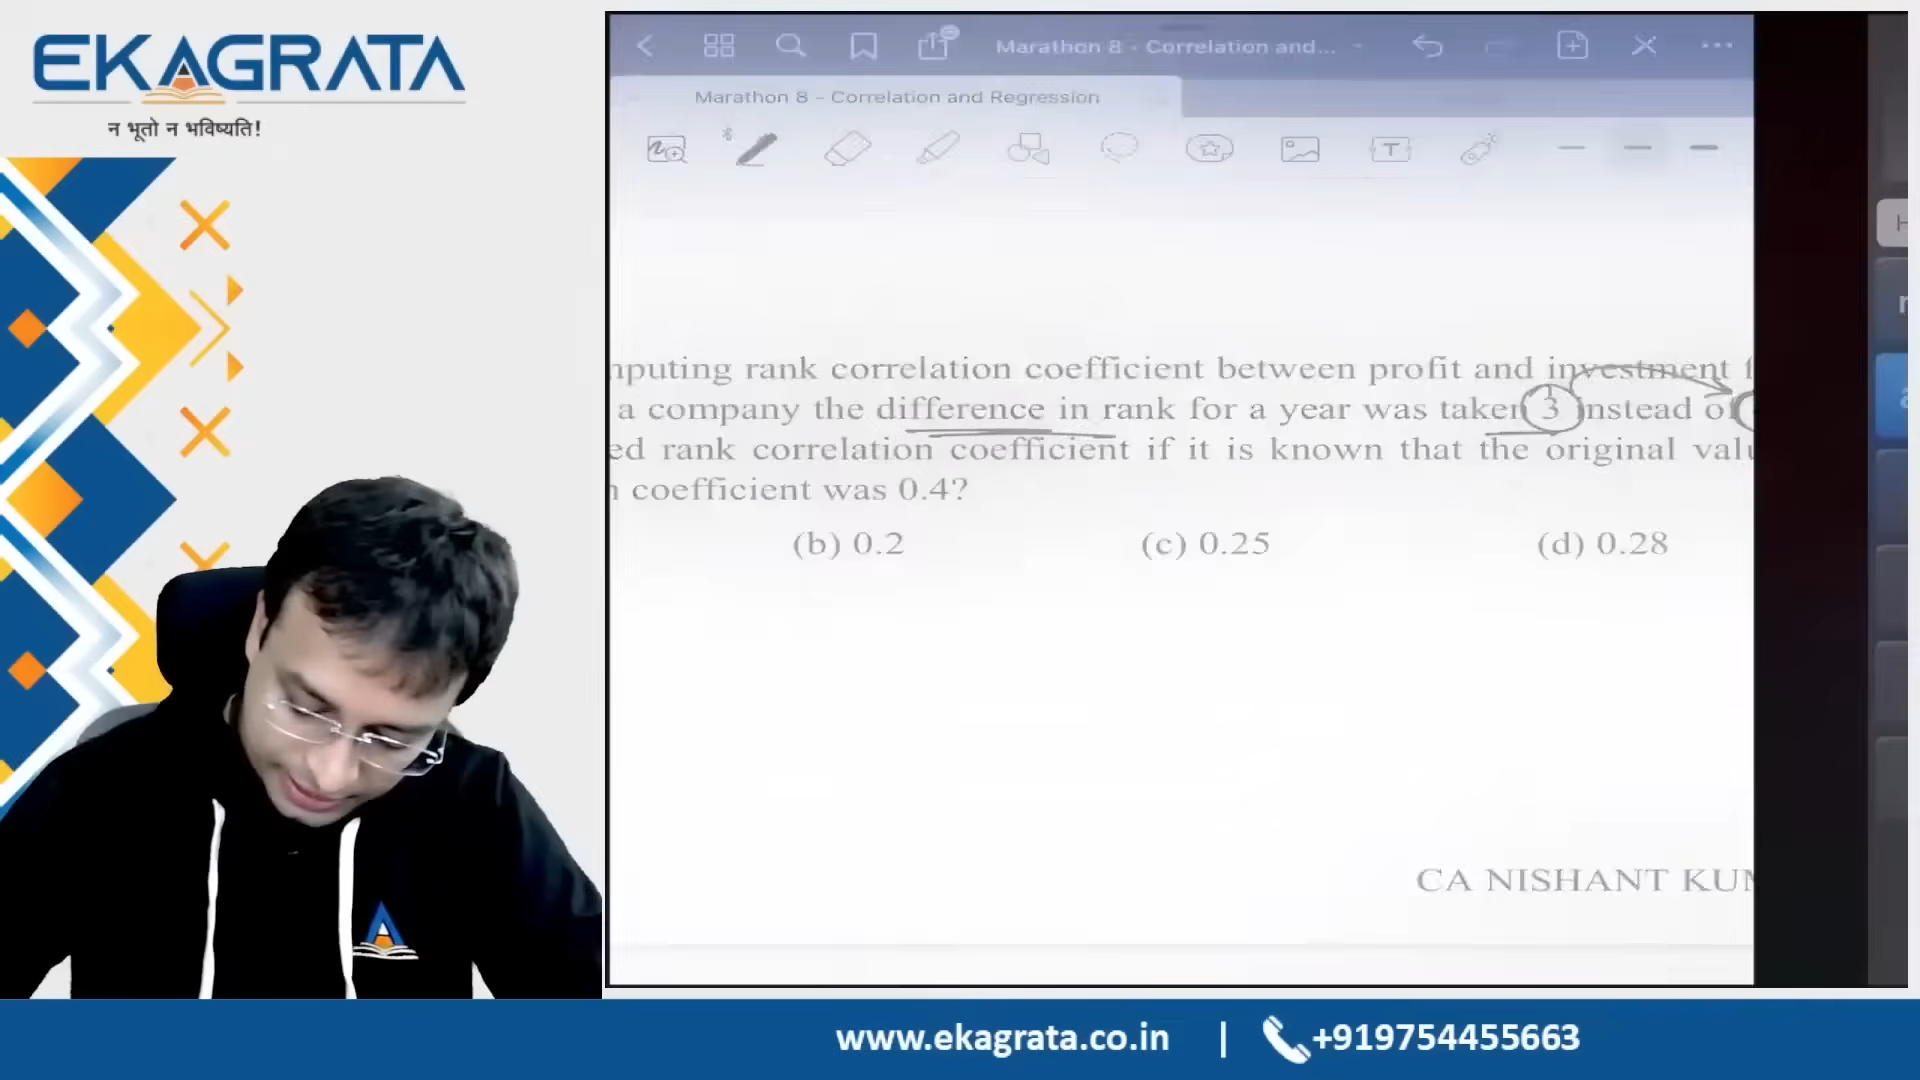 EKAGRATA
न भूतो न भविष्यति!
Marathon 8 - Correlation and...
Marathon 8 - Correlation and Regression
T
nputing rank correlation coefficient between profit and investment f
a company the difference in rank for a year was taken 3 instead of
ed rank correlation coefficient if it is known that the original valu
n coefficient was 0.4?
(b) 0.2 (c) 0.25 (d) 0.28
CA NISHANT KUM
www.ekagrata.co.in | +919754455663